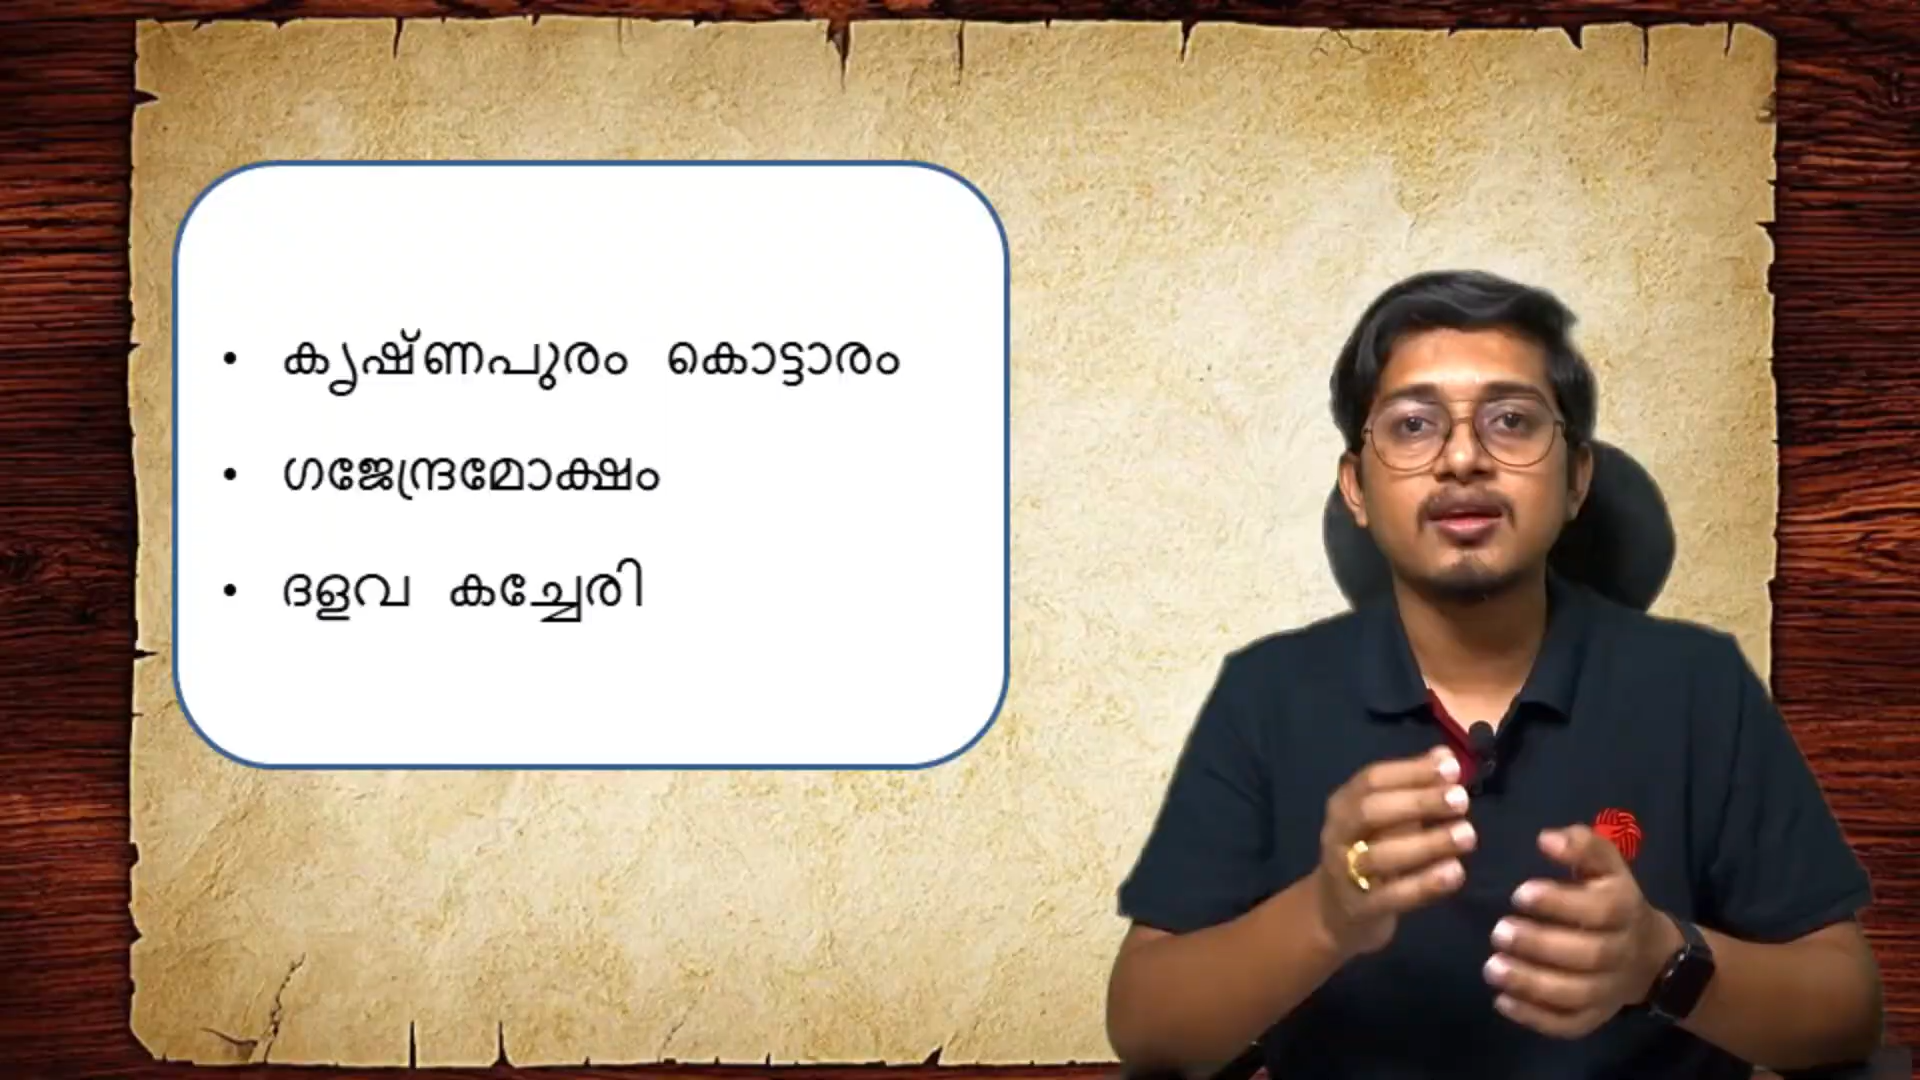 • കൃഷ്ണപുരം കൊട്ടാരം
• ഗജേന്ദ്രമോക്ഷം
• ദളവ കച്ചേരി